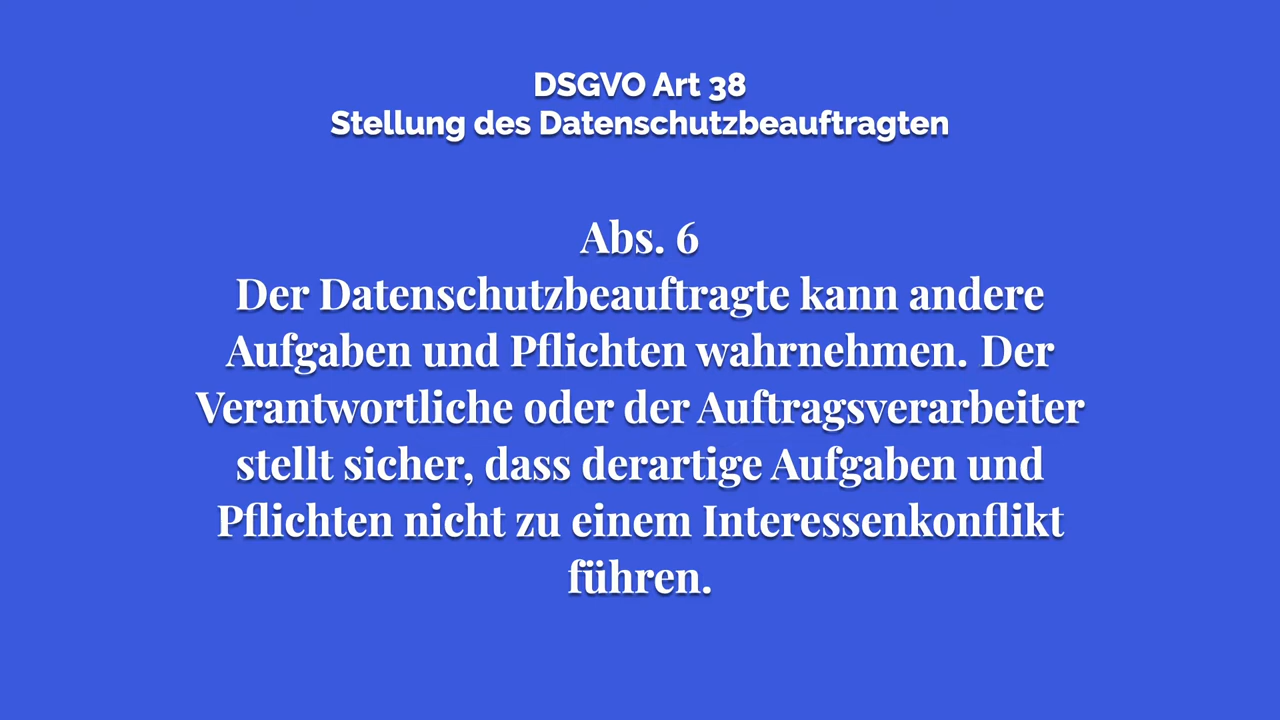 DSGVO Art 38
Stellung des Datenschutzbeauftragten
Abs. 6
Der Datenschutzbeauftragte kann andere
Aufgaben und Pflichten wahrnehmen. Der
Verantwortliche oder der Auftragsverarbeiter
stellt sicher, dass derartige Aufgaben und
Pflichten nicht zu einem Interessenkonflikt
führen.